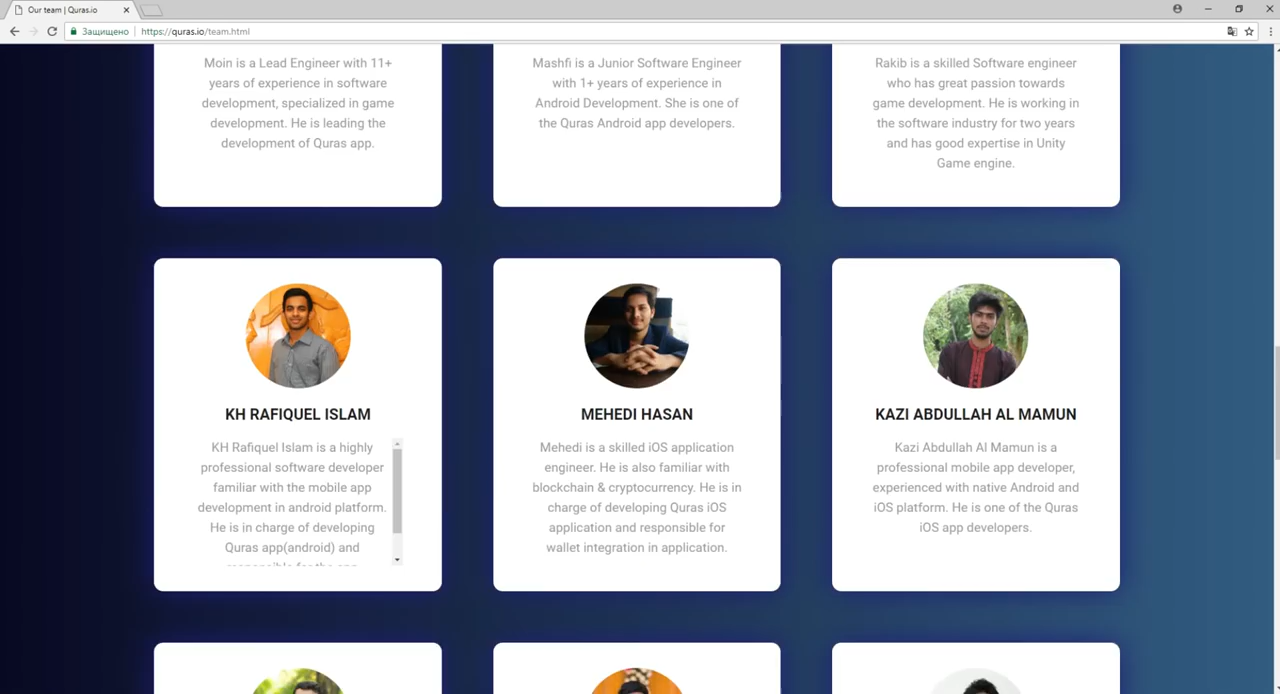 Our team | Quras.io
Защищено
https://quras.io/team.html
Moin is a Lead Engineer with 11+
years of experience in software
development, specialized in game
development. He is leading the
development of Quras app.
Mashfi is a Junior Software Engineer
with 1+ years of experience in
Android Development. She is one of
the Quras Android app developers.
Rakib is a skilled Software engineer
who has great passion towards
game development. He is working in
the software industry for two years
and has good expertise in Unity
Game engine.
KH RAFIQUEL ISLAM
KH Rafiquel Islam is a highly
professional software developer
familiar with the mobile app
development in android platform.
He is in charge of developing
Quras app(android) and
MEHEDI HASAN
Mehedi is a skilled iOS application
engineer. He is also familiar with
blockchain & cryptocurrency. He is in
charge of developing Quras iOS
application and responsible for
wallet integration in application.
KAZI ABDULLAH AL MAMUN
Kazi Abdullah Al Mamun is a
professional mobile app developer,
experienced with native Android and
iOS platform. He is one of the Quras
iOS app developers.